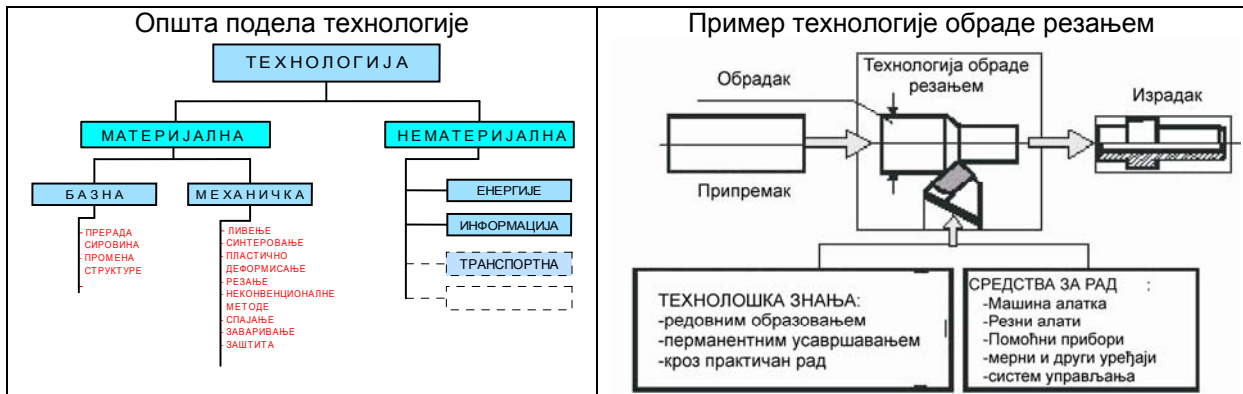 Општа подела технологије
ТЕХНОЛОГИЈА
МАТЕРИЈАЛНА
НЕМАТЕРИЈАЛНА
БАЗНА
МЕХАНИЧКА
- ПРЕРАДА
СИРОВИНА
- ПРОМЕНА
СТРУКТУРЕ
-
- ЛИВЕЊЕ
- СИНТЕРОВАЊЕ
- ПЛАСТИЧНО
ДЕФОРМИСАЊЕ
- РЕЗАЊЕ
- НЕКОНВЕНЦИОНАЛНЕ
МЕТОДЕ
- СПАЈАЊЕ
- ЗАВАРИВАЊЕ
- ЗАШТИТА
ЕНЕРГИЈЕ
ИНФОРМАЦИЈА
ТРАНСПОРТНА
Пример технологије обраде резањем
Обрадак
Технологија обраде
резањем
Израдак
Припремак
ТЕХНОЛОШКА ЗНАЊА:
-редовним образовањем
-перманентним усавршавањем
-кроз практичан рад
СРЕДСТВА ЗА РАД :
-Машина алатка
-Резни алати
-Помоћни прибори
-мерни и други уређаји
-систем управљања